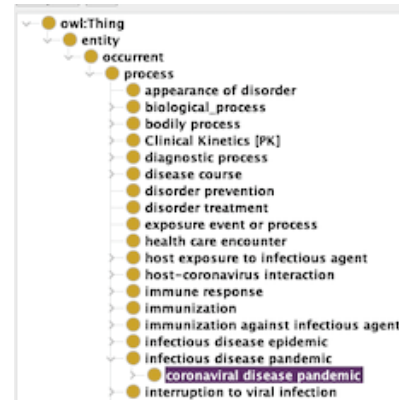 owl:Thing
entity
occurrent
process
appearance of disorder
biological_process
bodily process
Clinical Kinetics [PK]
diagnostic process
disease course
disorder prevention
disorder treatment
exposure event or process
health care encounter
host exposure to infectious agent
host-coronavirus interaction
immune response
immunization
immunization against infectious agent
infectious disease epidemic
infectious disease pandemic
coronaviral disease pandemic
interruption to viral infection